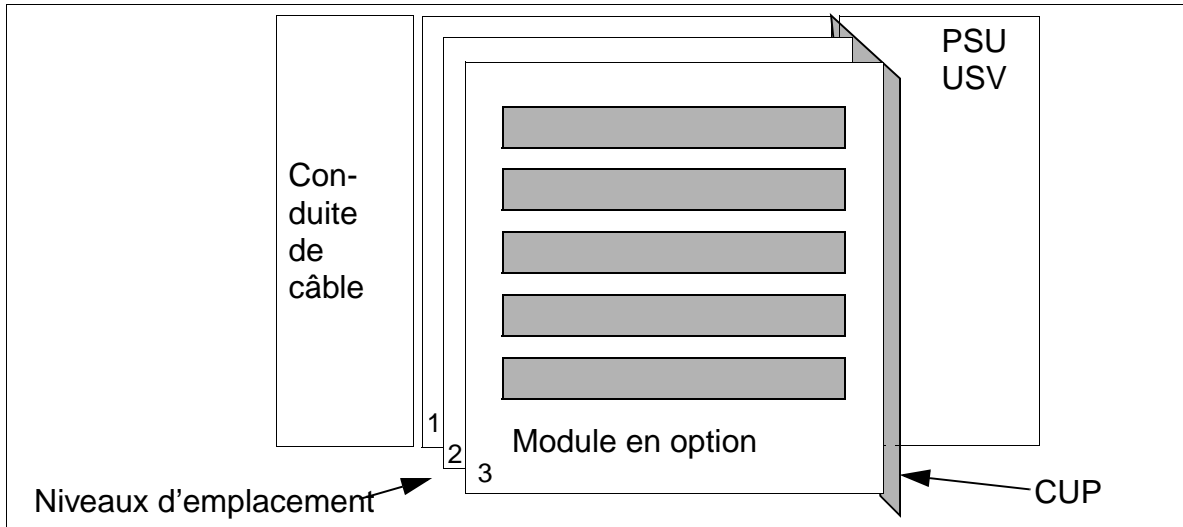 PSU
USV
Con-
duite
de
câble
1
2
3
Module en option
Niveaux d'emplacement
CUP